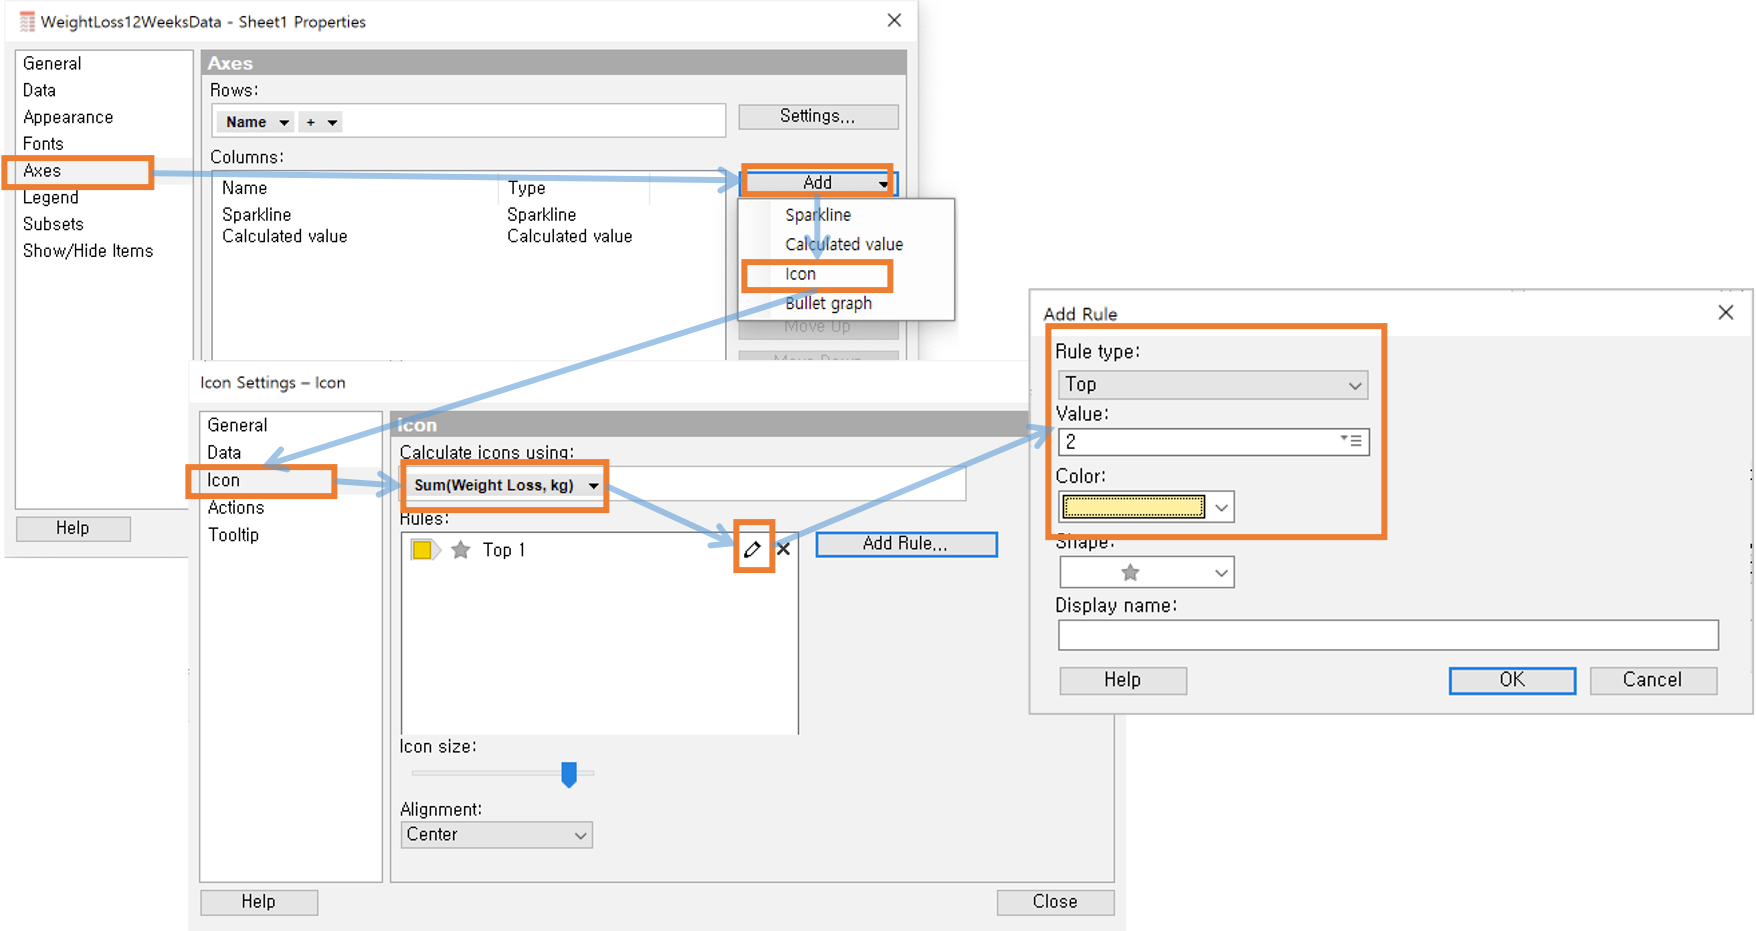 WeightLoss12WeeksData - Sheet1 Properties
General
Data
Appearance
Fonts
Axes
Legend
Subsets
Show/Hide Items
Help
Axes
Rows:
Name
+
Settings...
Columns:
Name Type
Sparkline Sparkline
Calculated value Calculated value
Add
Sparkline
Calculated value
Icon
Bullet graph
Move Up
Move Down
Icon Settings – Icon
General
Data
Icon
Actions
Tooltip
Icon
Calculate icons using:
Sum(Weight Loss, kg)
Rules:
Top 1
Add Rule...
Icon size:
Alignment:
Center
Help
Close
Add Rule
Rule type:
Top
Value:
2
Color:
Shape:
Display name:
Help
OK
Cancel